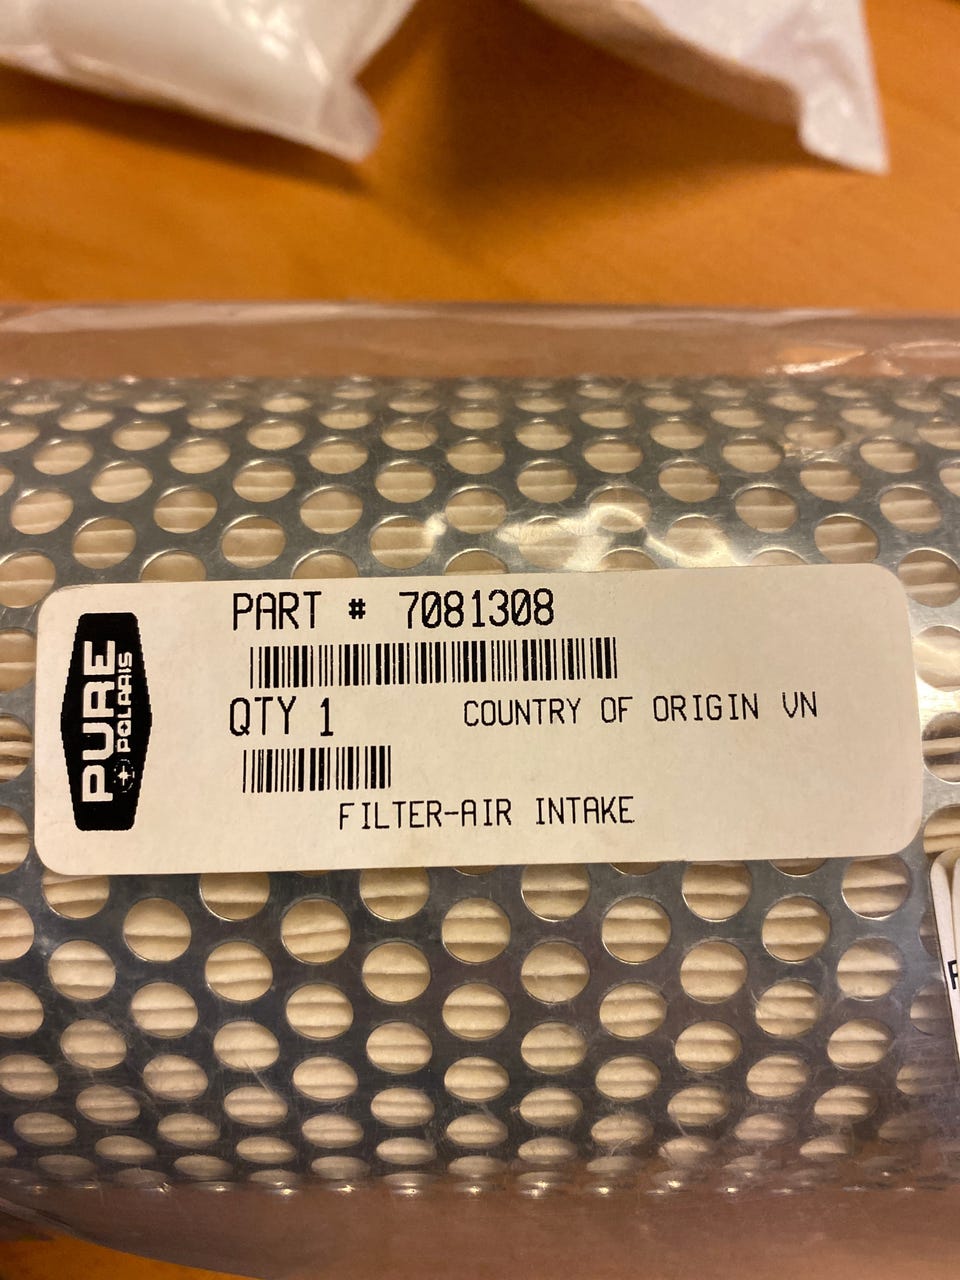 PURE
POLARIS
PART # 7081308
QTY 1 COUNTRY OF ORIGIN VN
FILTER-AIR INTAKE